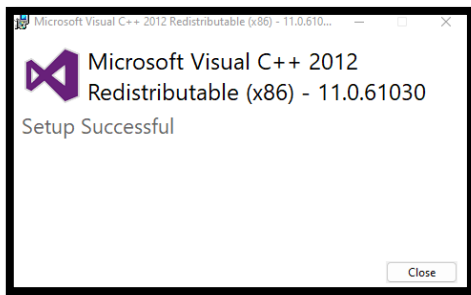 Microsoft Visual C++ 2012 Redistributable (x86) - 11.0.610...
Microsoft Visual C++ 2012
Redistributable (x86) - 11.0.61030
Setup Successful
Close